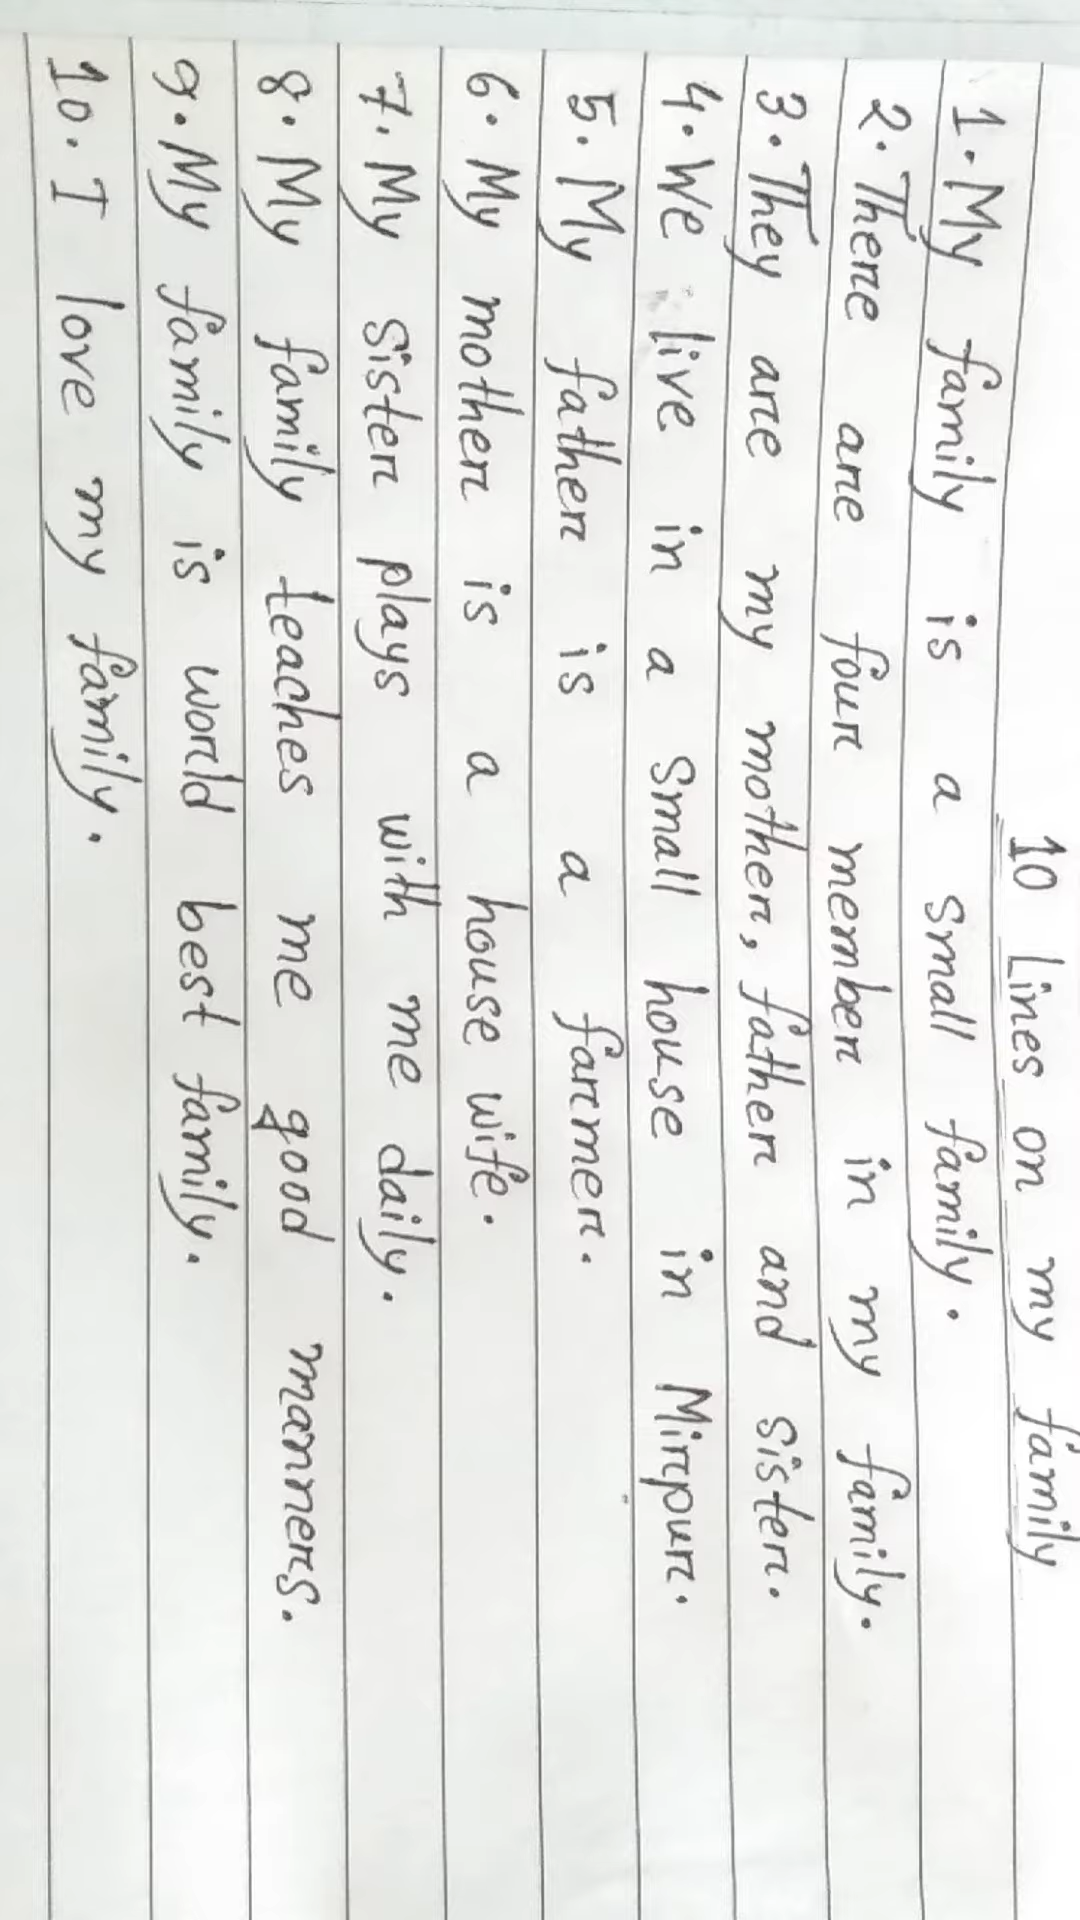 10 Lines on my family
1. My family is a small family.
2. There are four member in my family.
3. They are my mother, father and sister.
4. We live in a small house in Mirpur.
5. My father is a farmer.
6. My mother is a house wife.
7. My sister plays with me daily.
8. My family teaches me good manners.
9. My family is world best family.
10. I love my family.